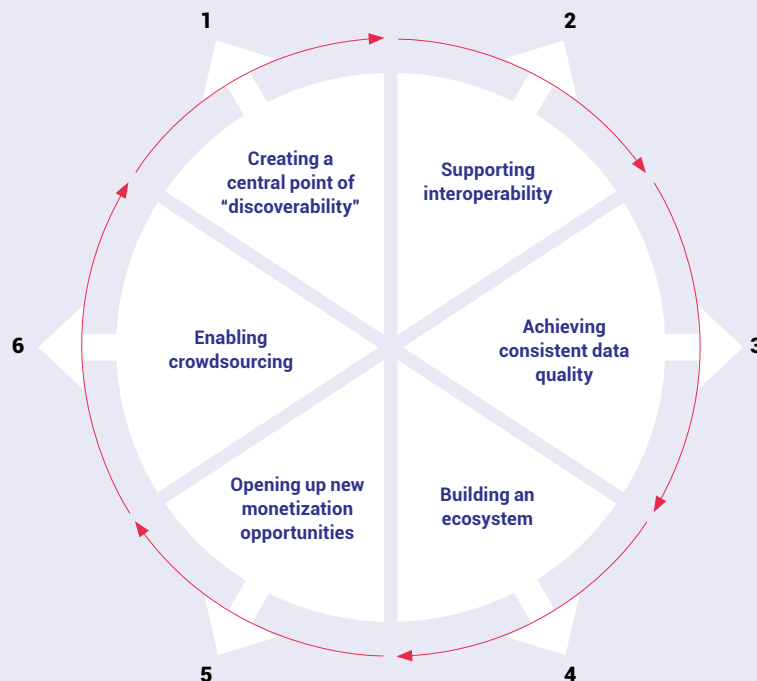 1
Creating a
central point of
“discoverability”
2
Supporting
interoperability
3
Achieving
consistent data
quality
4
Building an
ecosystem
5
Opening up new
monetization
opportunities
6
Enabling
crowdsourcing